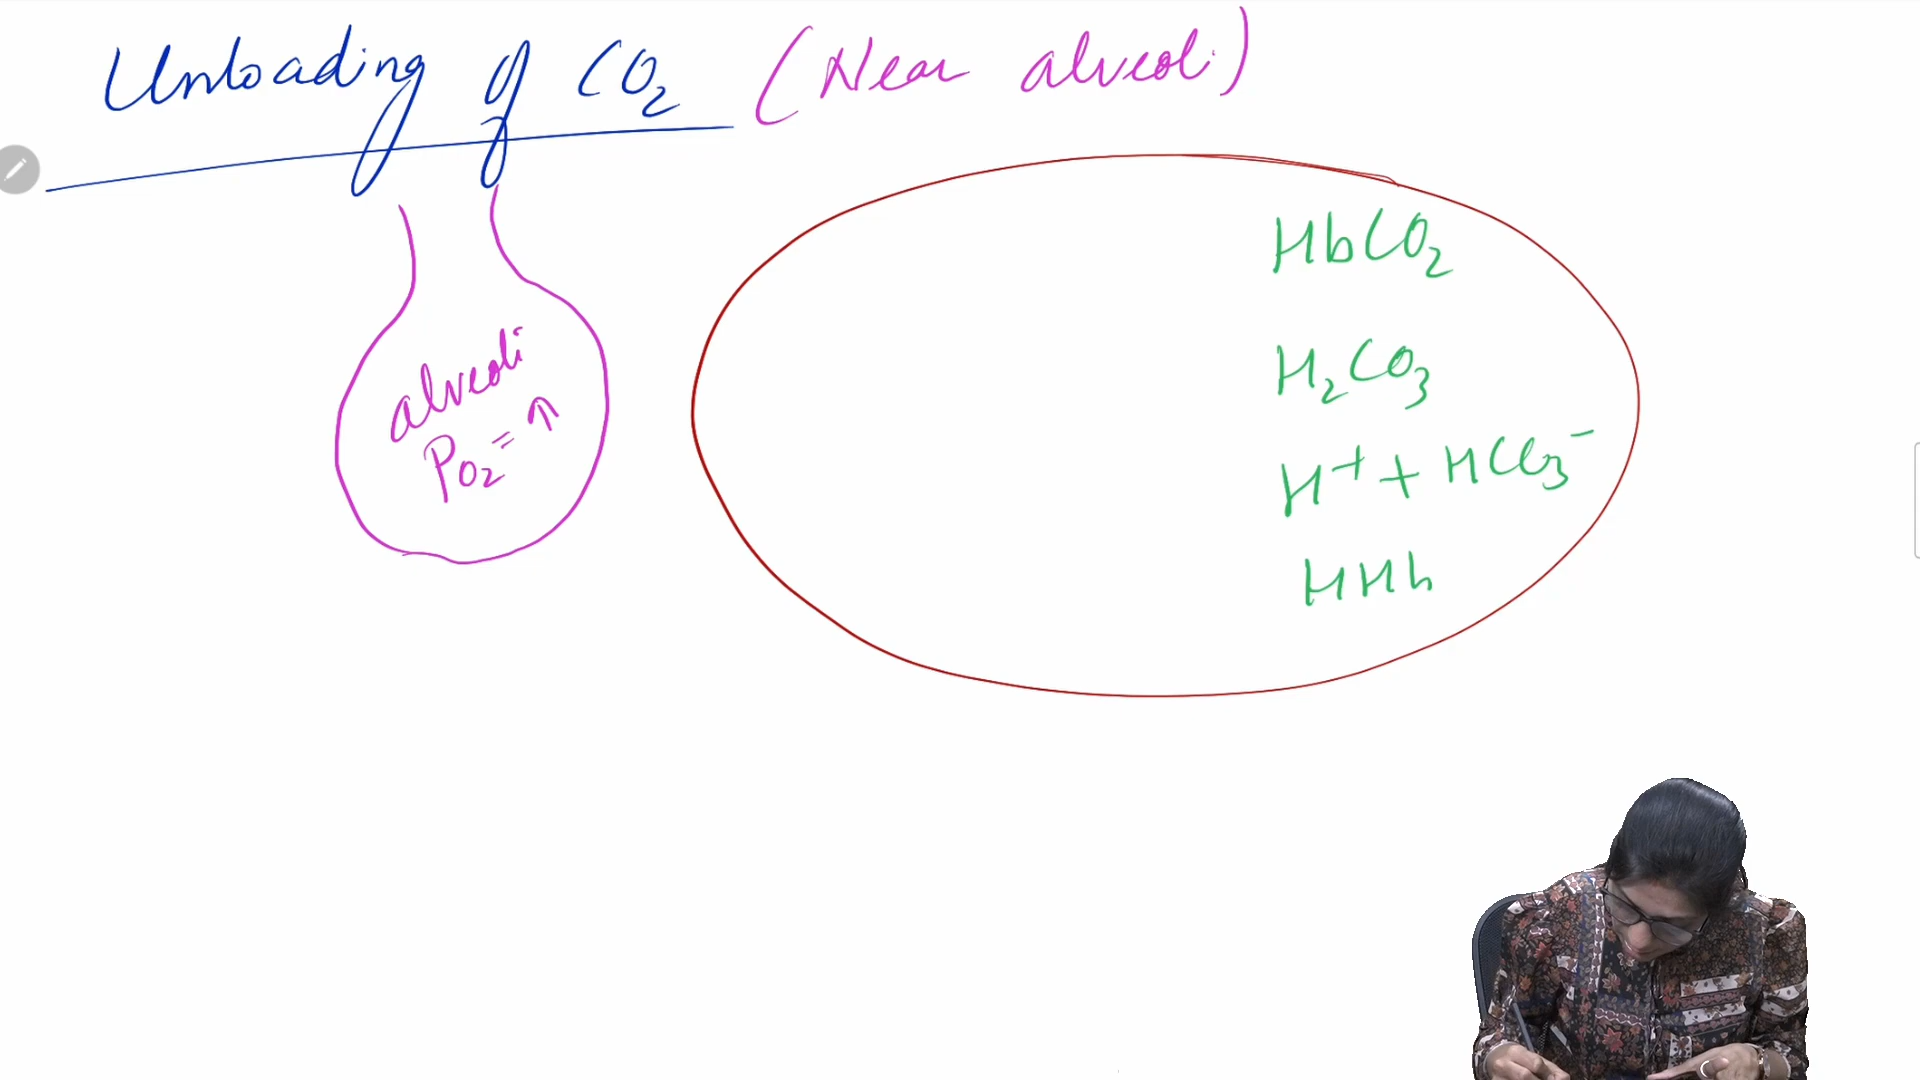 Unloading of CO₂ (Near alveoli)
alveoli
PO₂ = ↑
HbCO₂
H₂CO₃
H⁺ + HCO₃⁻
HHb